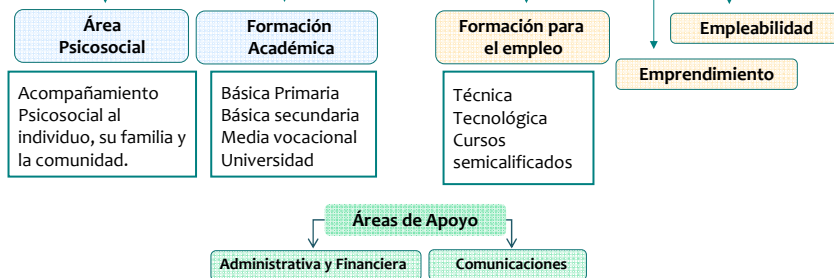 Área
Psicosocial
Formación
Académica
Formación para
el empleo
Empleabilidad
Emprendimiento
Acompañamiento
Psicosocial al
individuo, su familia y
la comunidad.
Básica Primaria
Básica secundaria
Media vocacional
Universidad
Técnica
Tecnológica
Cursos
semicalificados
Áreas de Apoyo
Administrativa y Financiera
Comunicaciones